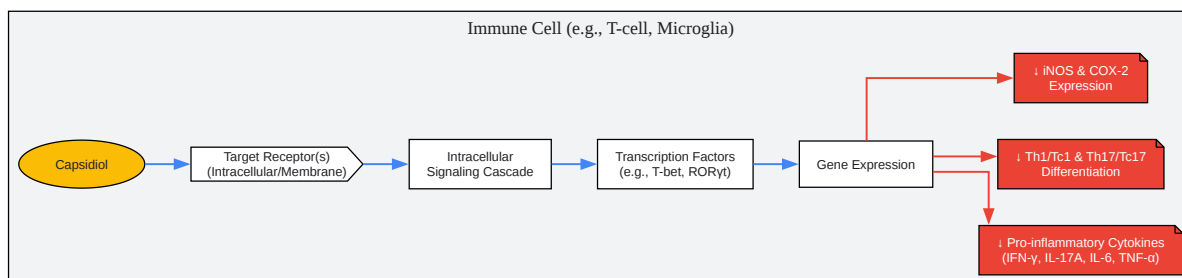 Immune Cell (e.g., T-cell, Microglia)
↓ iNOS & COX-2
Expression
Capsidiol
Target Receptor(s)
(Intracellular/Membrane)
Intracellular
Signaling Cascade
Transcription Factors
(e.g., T-bet, RORγt)
Gene Expression
↓ Th1/Tc1 & Th17/Tc17
Differentiation
↓ Pro-inflammatory Cytokines
(IFN-γ, IL-17A, IL-6, TNF-α)